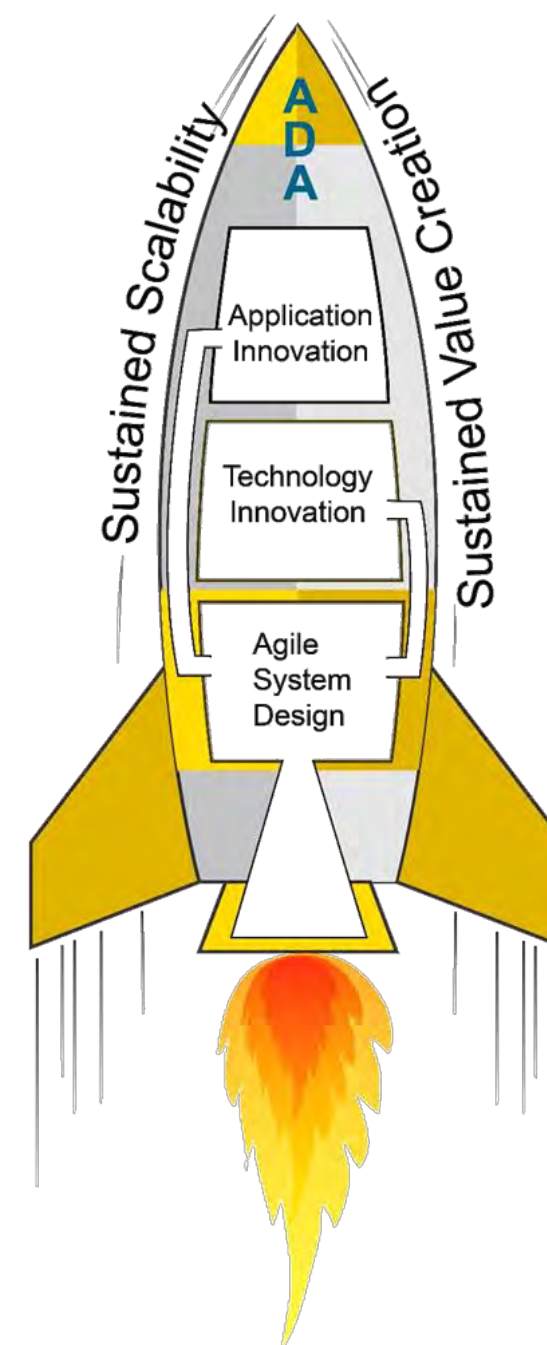 A
D
A
Sustained Scalability
Sustained Value Creation
Application
Innovation
Technology
Innovation
Agile
System
Design